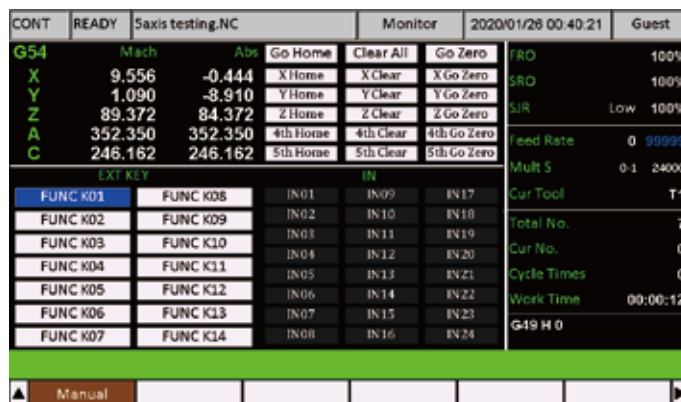 CONT READY 5axis testing.NC Monitor 2020/01/26 00:40:21 Guest
G54 Mach Abs Go Home Clear All Go Zero FRO 100%
X 9.556 -0.444 X Home X Clear X Go Zero SRO 100%
Y 1.090 -8.910 Y Home Y Clear Y Go Zero
Z 89.372 84.372 Z Home Z Clear Z Go Zero SJR Low 100%
A 352.350 352.350 4th Home 4th Clear 4th Go Zero Feed Rate 0 99999
C 246.162 246.162 5th Home 5th Clear 5th Go Zero
EXT KEY IN Mult S 0-1 24000
FUNC K01 FUNC K08 IN01 IN09 IN17 Cur Tool T
FUNC K02 FUNC K09 IN02 IN10 IN18 Total No.
FUNC K03 FUNC K10 IN03 IN11 IN19
FUNC K04 FUNC K11 IN04 IN12 IN20 Cur No.
FUNC K05 FUNC K12 IN05 IN13 IN21 Cycle Times
FUNC K06 FUNC K13 IN06 IN14 IN22 Work Time 00:00:12
FUNC K07 FUNC K14 IN07 IN15 IN23 G49 H 0
IN08 IN16 IN24
Manual